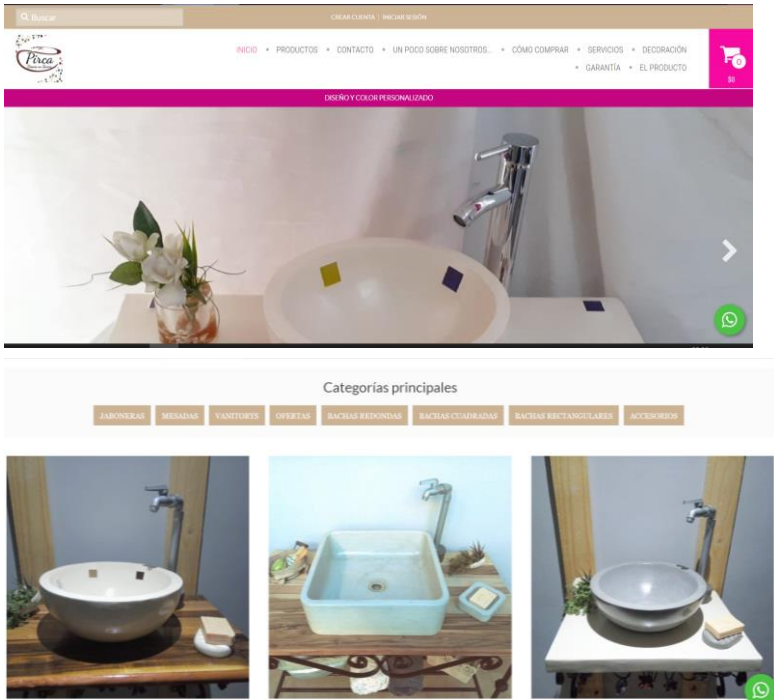 Buscar
CREAR CUENTA | INICIAR SESIÓN
Pirca
INICIO • PRODUCTOS • CONTACTO • UN POCO SOBRE NOSOTROS... • CÓMO COMPRAR • SERVICIOS • DECORACIÓN
• GARANTÍA • EL PRODUCTO
0
$0
DISEÑO Y COLOR PERSONALIZADO
Categorías principales
JABONERAS MESADAS VANITORYS OFERTAS BACHAS REDONDAS BACHAS CUADRADAS BACHAS RECTANGULARES ACCESORIOS